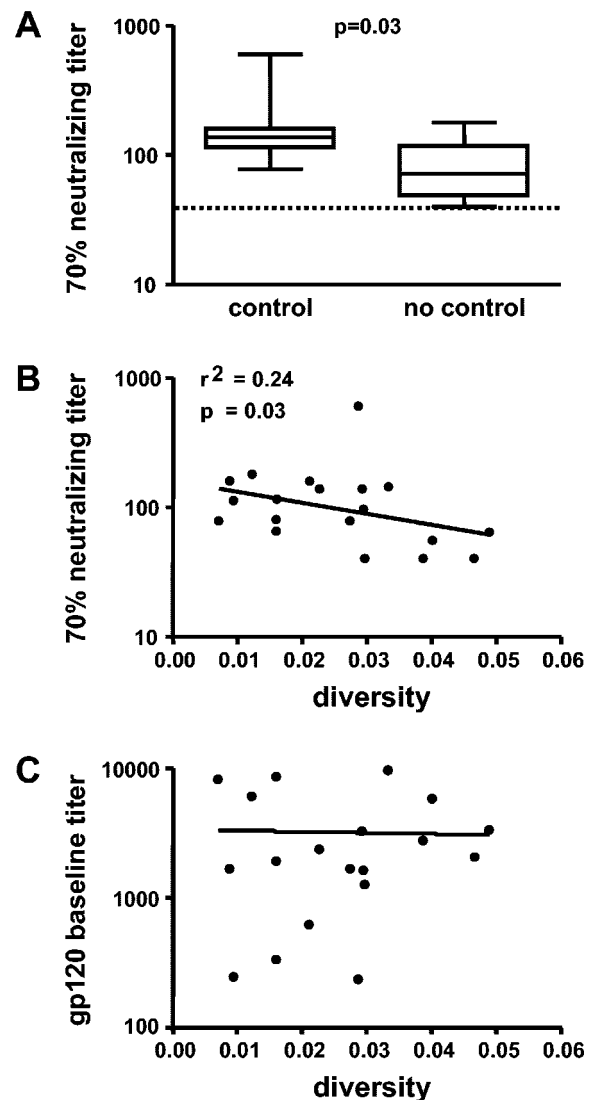 A
p=0.03
70% neutralizing titer
1000
100
10
control
no control
B
r2 = 0.24
p = 0.03
70% neutralizing titer
1000
100
10
0.00 0.01 0.02 0.03 0.04 0.05 0.06
diversity
C
gp120 baseline titer
10000
1000
100
0.00 0.01 0.02 0.03 0.04 0.05 0.06
diversity